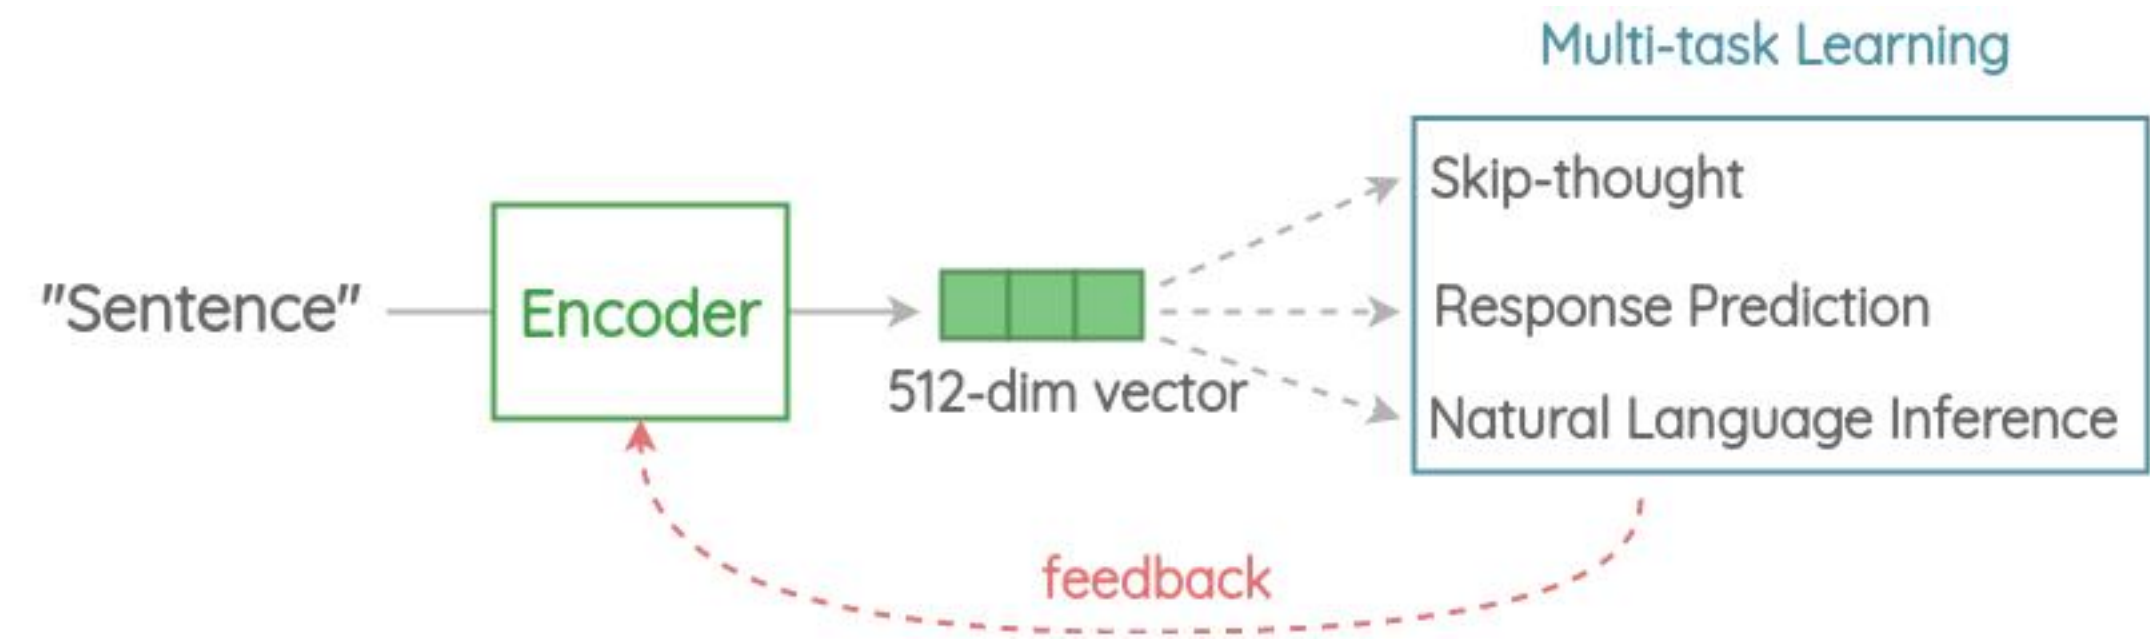 Multi-task Learning
Skip-thought
"Sentence"
Encoder
Response Prediction
512-dim vector
Natural Language Inference
feedback